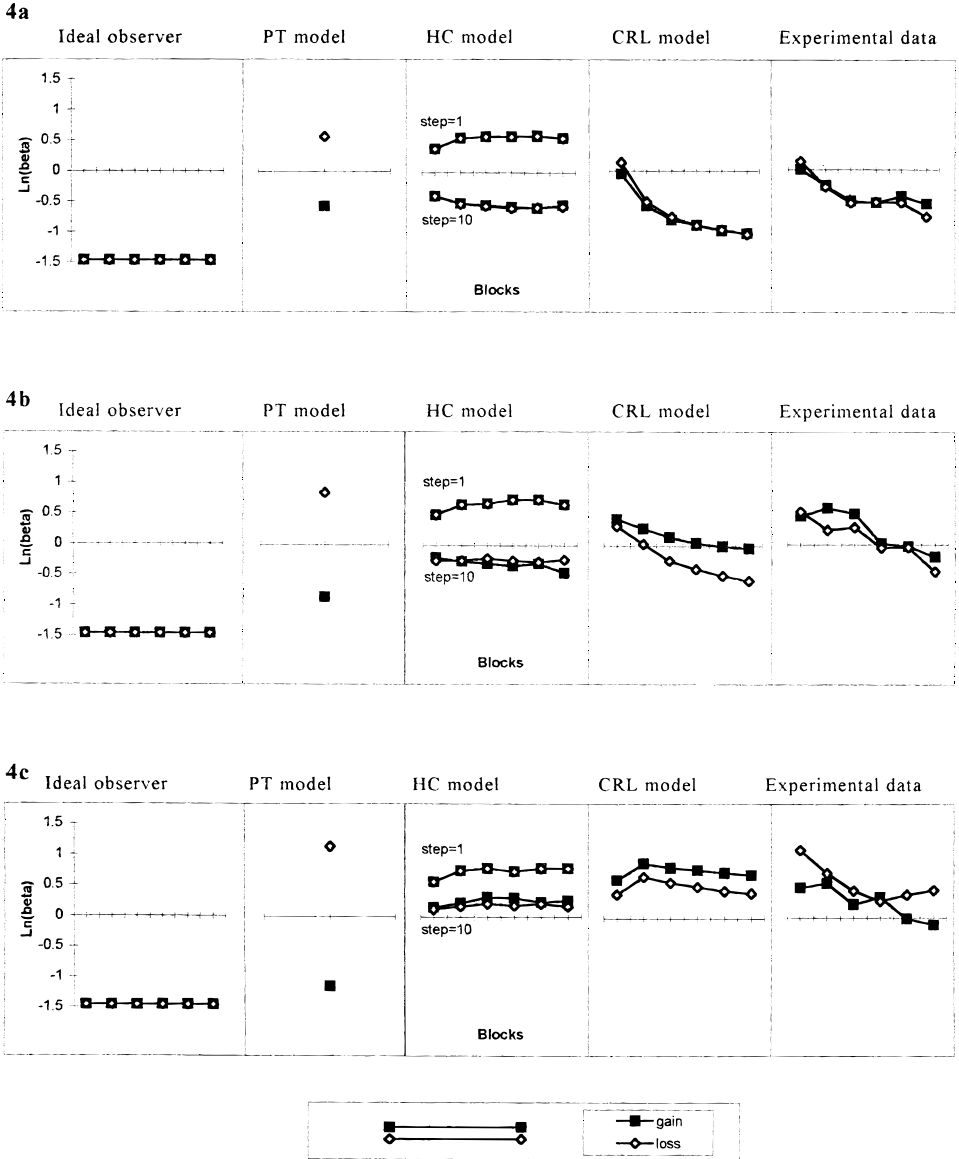 4a
Ideal observer PT model HC model CRL model Experimental data
1.5
1
0.5
0
-0.5
-1
-1.5
Ln(beta)
step=1
step=10
Blocks
4b
Ideal observer PT model HC model CRL model Experimental data
1.5
1
0.5
0
-0.5
-1
-1.5
Ln(beta)
step=1
step=10
Blocks
4c
Ideal observer PT model HC model CRL model Experimental data
1.5
1
0.5
0
-0.5
-1
-1.5
Ln(beta)
step=1
step=10
Blocks
gain
loss